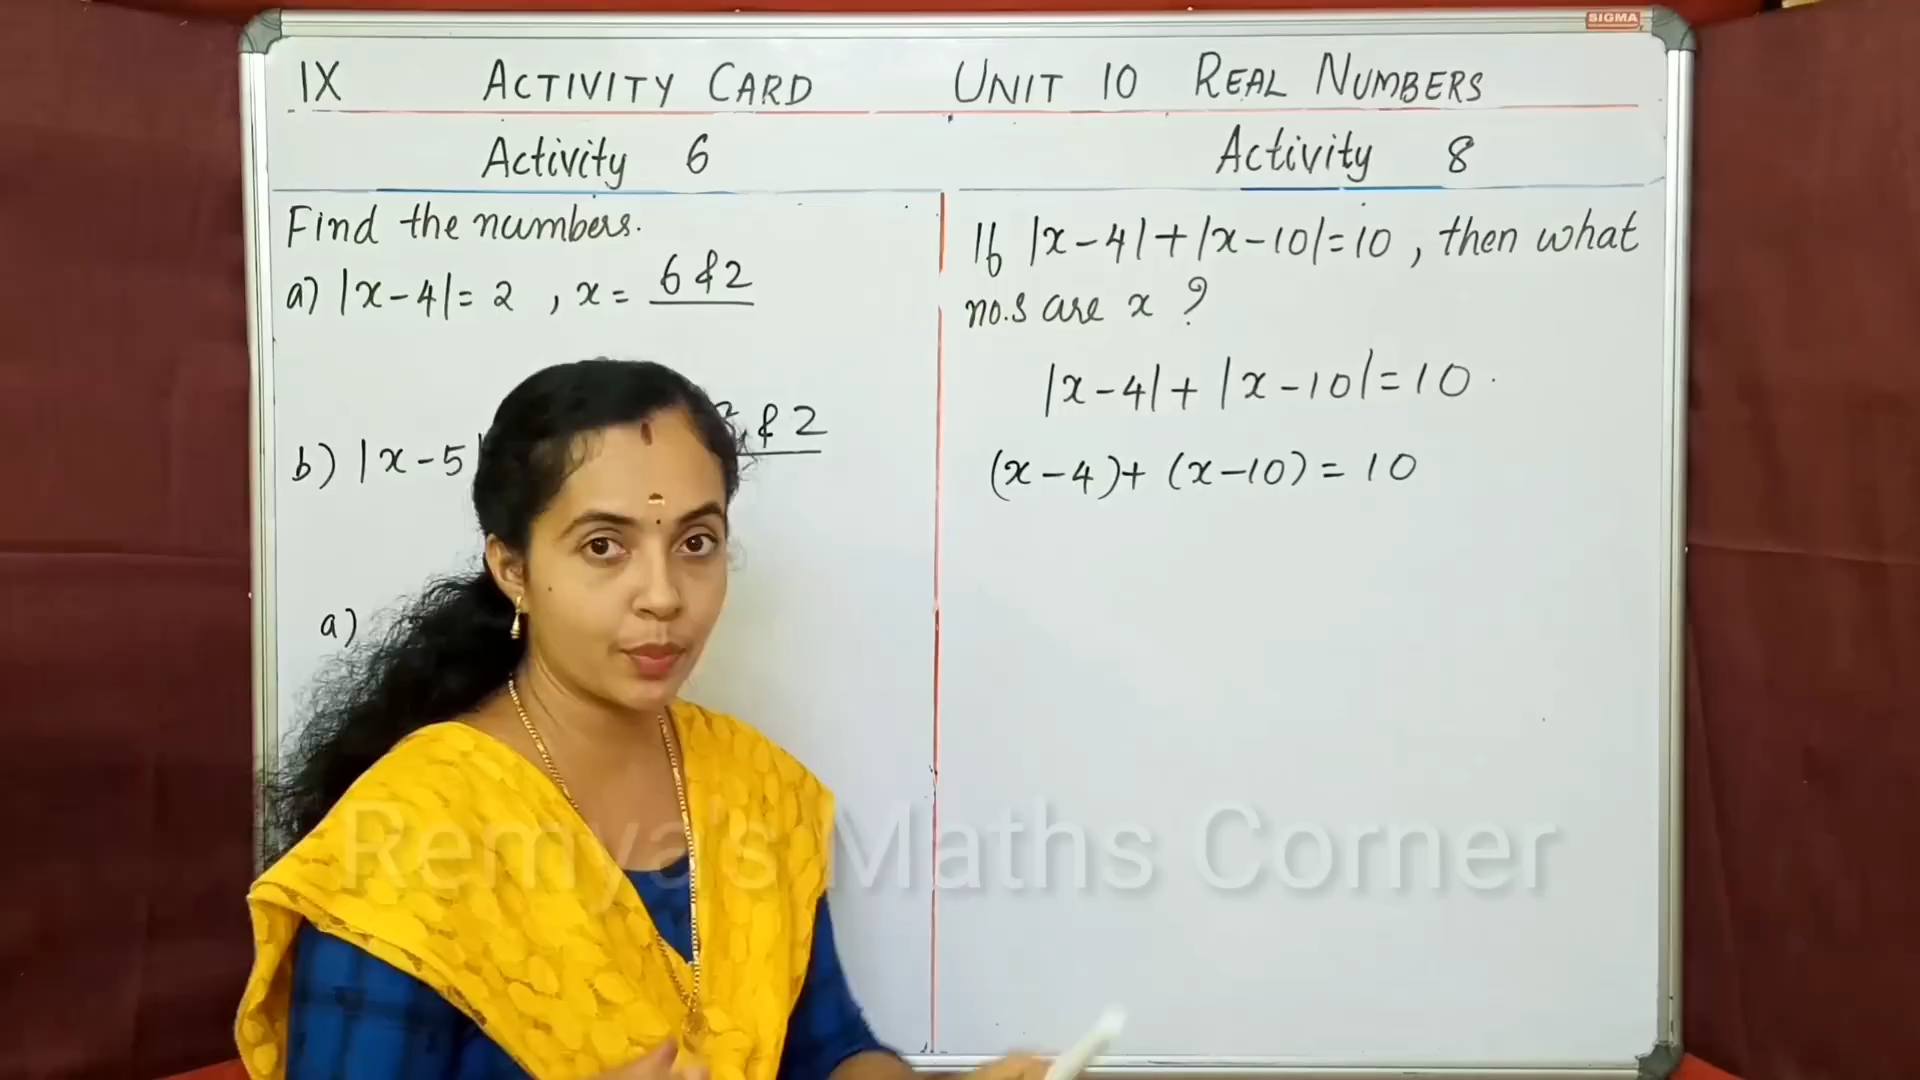 SIGMA
IX ACTIVITY CARD UNIT 10 REAL NUMBERS
Activity 6
Find the numbers.
a) |x-4|= 2 , x= 6 & 2
b) |x-5|
& 2
a)
Activity 8
If |x-4|+|x-10|=10 , then what
no.s are x ?
|x-4|+ |x-10|=10
(x-4)+ (x-10) = 10
Remya's Maths Corner